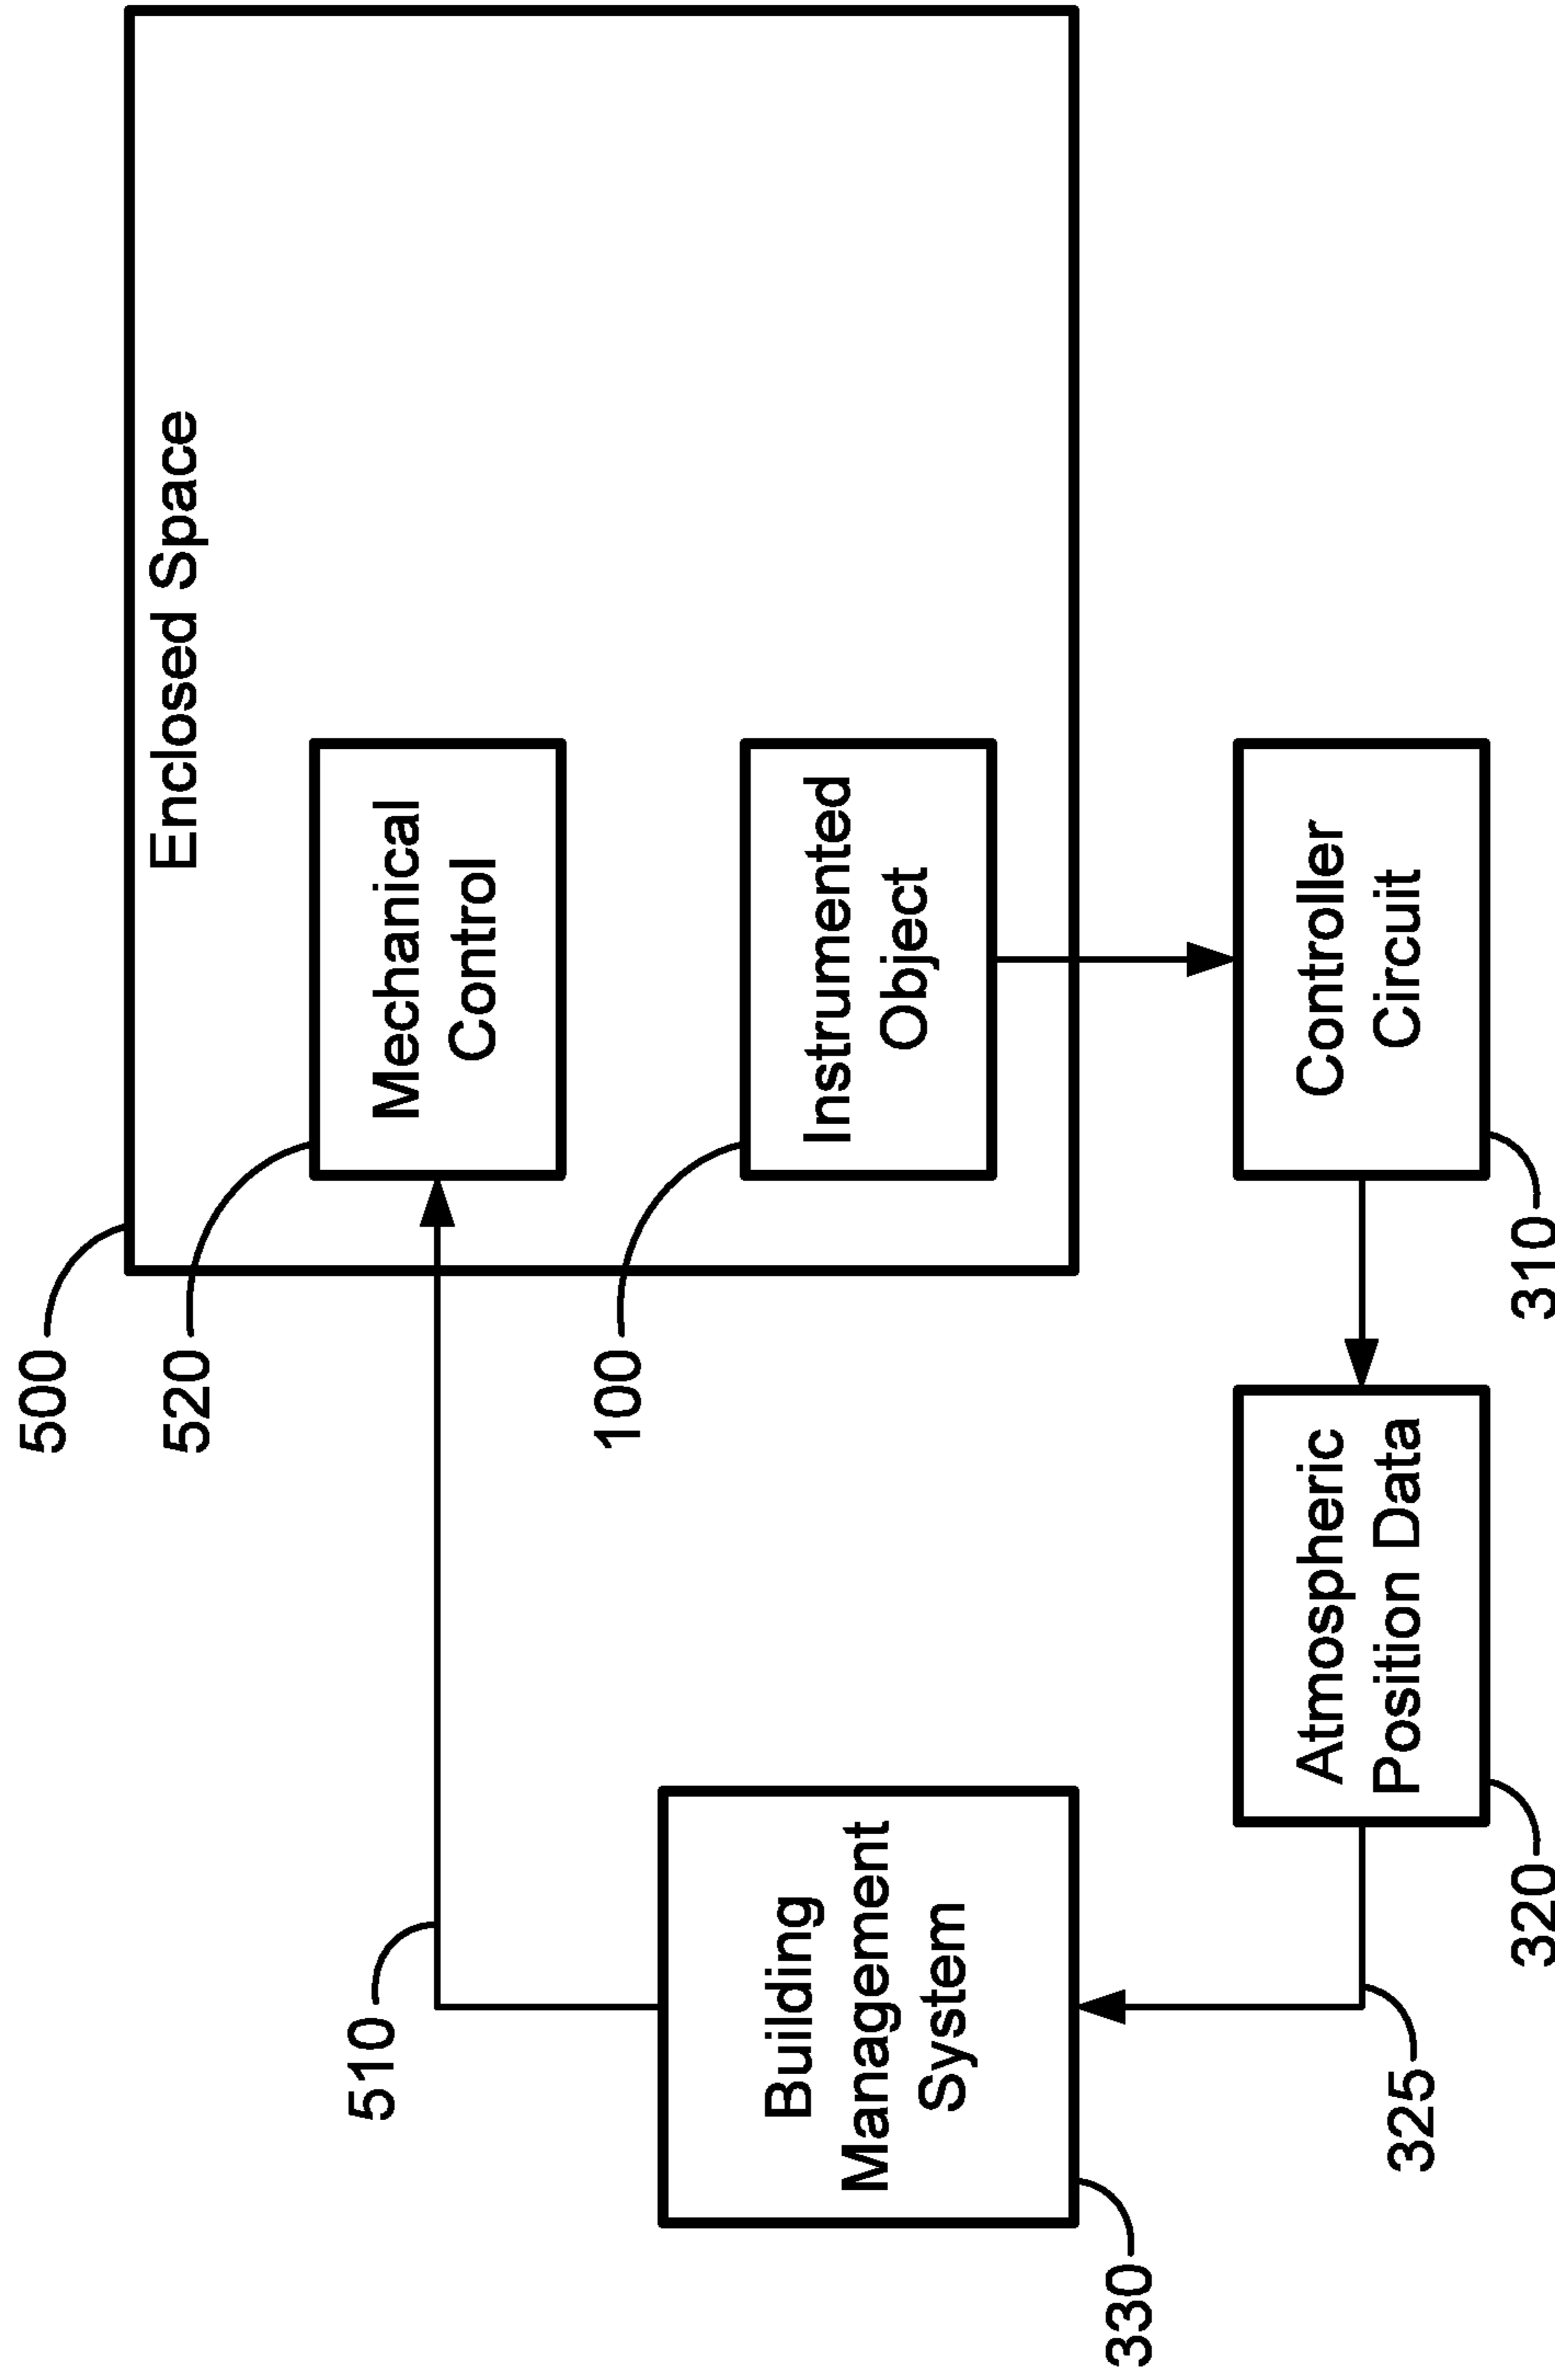 500
Enclosed Space
520
Mechanical
Control
510
100
Instrumented
Object
Building
Management
System
330
Controller
Circuit
310
Atmospheric
Position Data
320
325